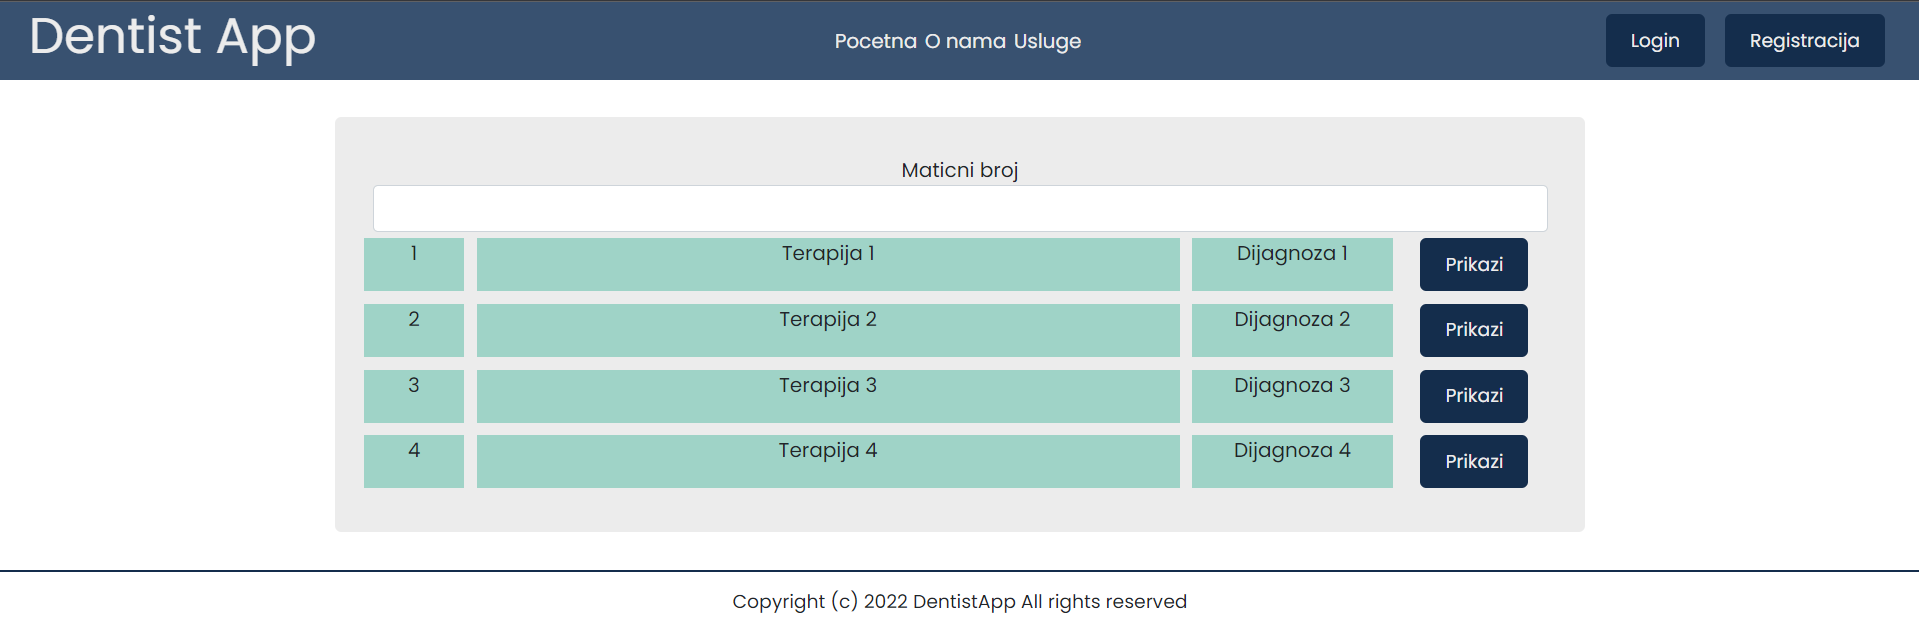 Dentist App Pocetna O nama Usluge Login Registracija
Maticni broj
1 Terapija 1 Dijagnoza 1 Prikazi
2 Terapija 2 Dijagnoza 2 Prikazi
3 Terapija 3 Dijagnoza 3 Prikazi
4 Terapija 4 Dijagnoza 4 Prikazi
Copyright (c) 2022 DentistApp All rights reserved